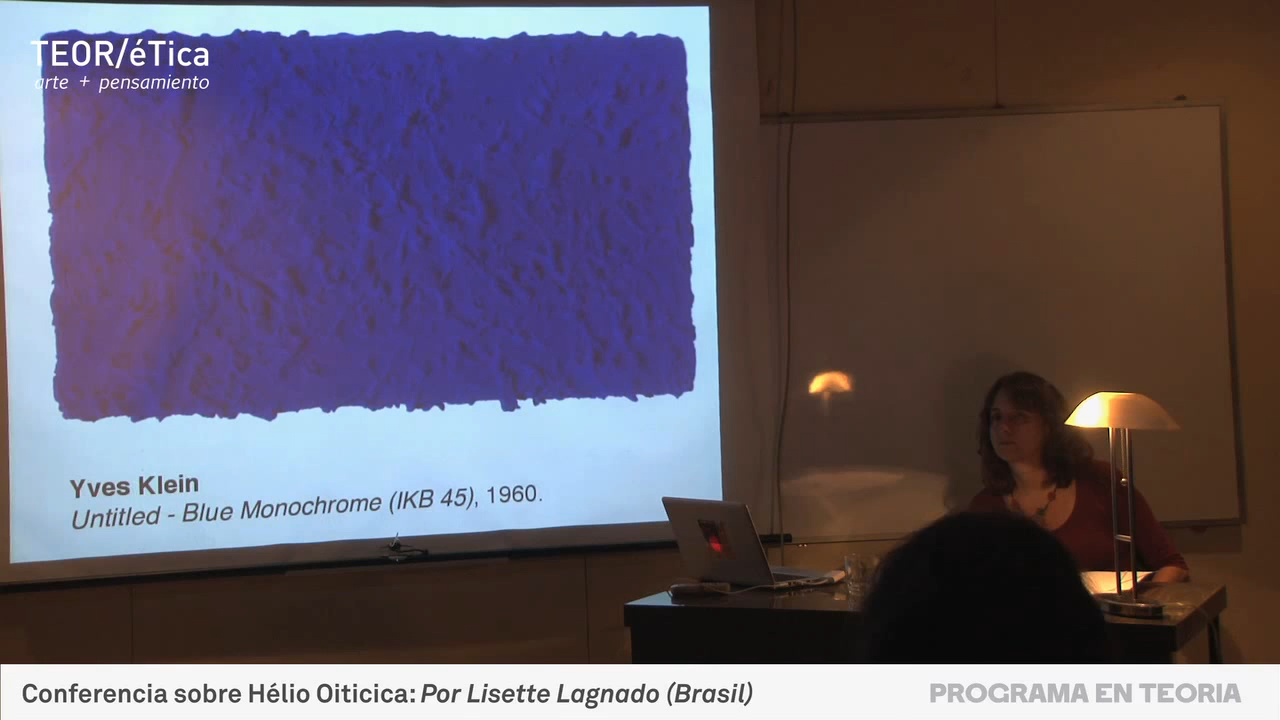 TEOR/éTica
arte + pensamiento
Yves Klein
Untitled - Blue Monochrome (IKB 45), 1960.
Conferencia sobre Hélio Oiticica: Por Lisette Lagnado (Brasil)
PROGRAMA EN TEORIA